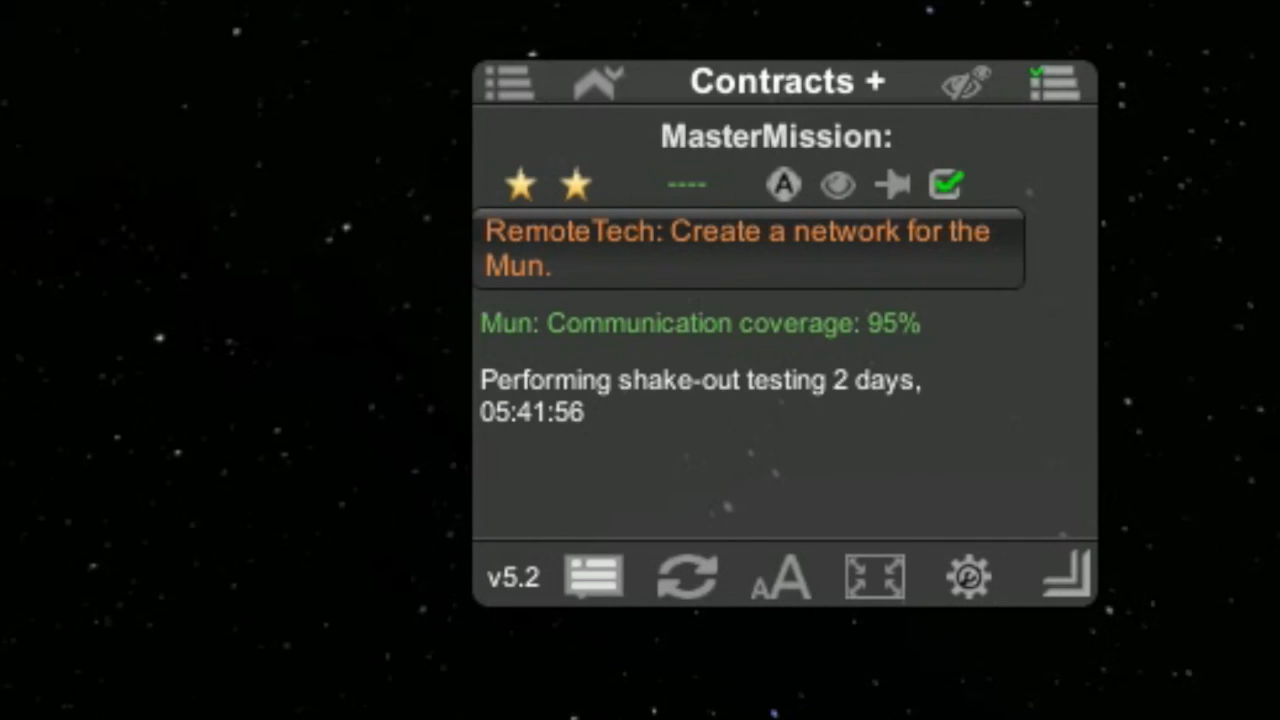 Contracts +
MasterMission:
---- A
RemoteTech: Create a network for the
Mun.
Mun: Communication coverage: 95%
Performing shake-out testing 2 days,
05:41:56
v5.2 AA